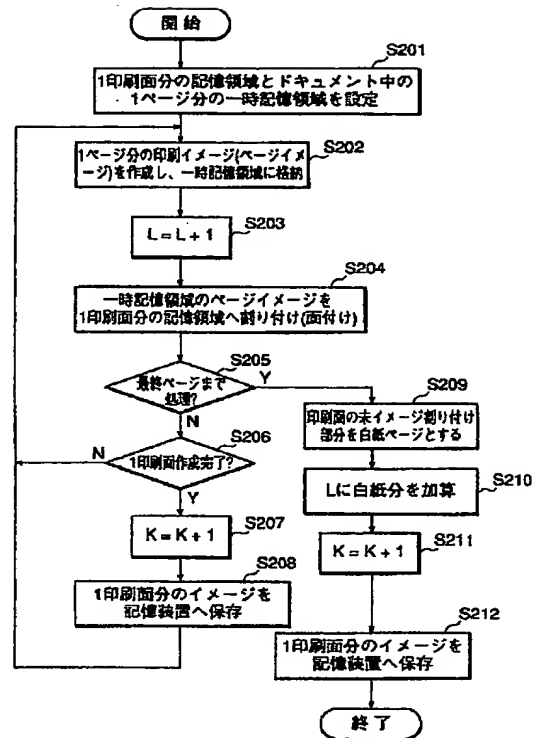 開始
S201
1印刷面分の記憶領域とドキュメント中の
1ページ分の一時記憶領域を設定
S202
1ページ分の印刷イメージ(ページイメ
ージ)を作成し、一時記憶領域に格納
S203
L = L + 1
S204
一時記憶領域のページイメージを
1印刷面分の記憶領域へ割り付け(面付け)
S205
最終ページまで
処理?
Y
N
S206
1印刷面作成完了?
N
Y
S207
K = K + 1
S208
1印刷面分のイメージを
記憶装置へ保存
S209
印刷面の未イメージ割り付け
部分を白紙ページとする
S210
Lに白紙分を加算
S211
K = K + 1
S212
1印刷面分のイメージを
記憶装置へ保存
終了